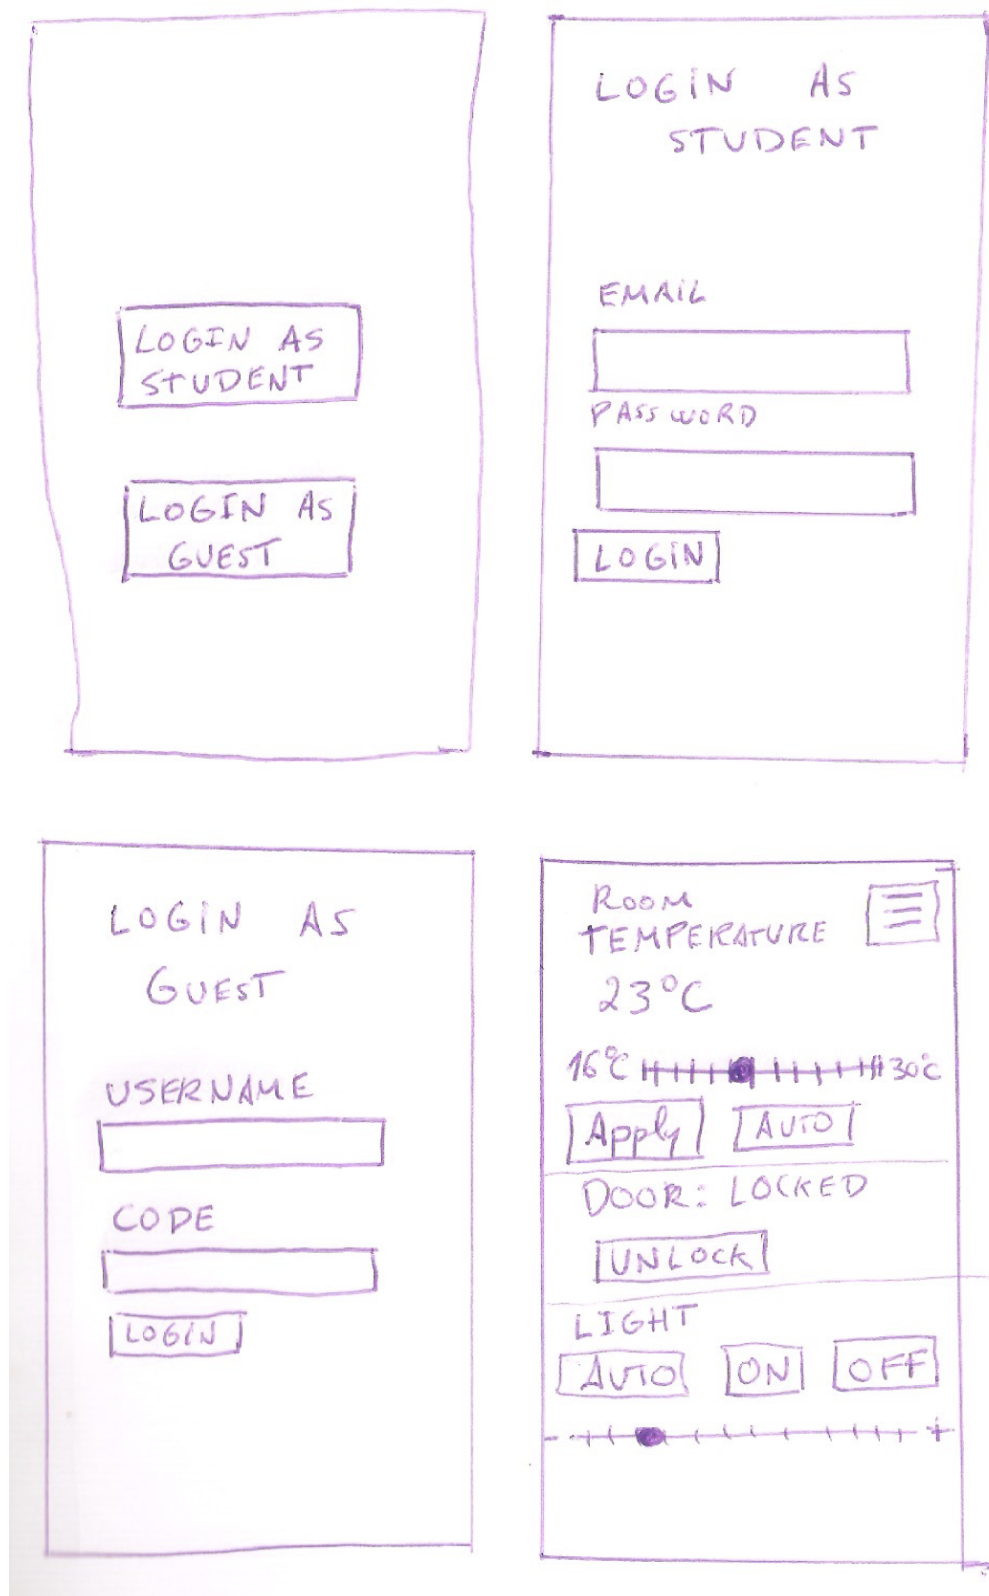 LOGIN AS
STUDENT
LOGIN AS
GUEST
LOGIN AS
STUDENT
EMAIL
PASSWORD
LOGIN
LOGIN AS
GUEST
USERNAME
CODE
LOGIN
ROOM
TEMPERATURE
23°C
16°C 30°C
Apply AUTO
DOOR: LOCKED
UNLOCK
LIGHT
AUTO ON OFF
- +